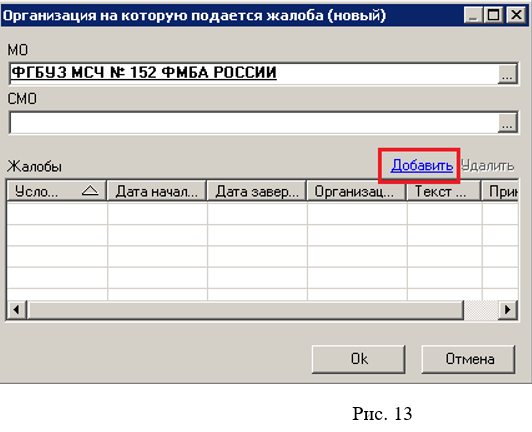 Организация на которую подается жалоба (новый)
МО
ФГБУЗ МСЧ № 152 ФМБА РОССИИ
...
СМО
...
Жалобы Добавить Удалить
Усло... Дата начал... Дата завер... Организац... Текст ... Прин
Ok Отмена
Рис. 13